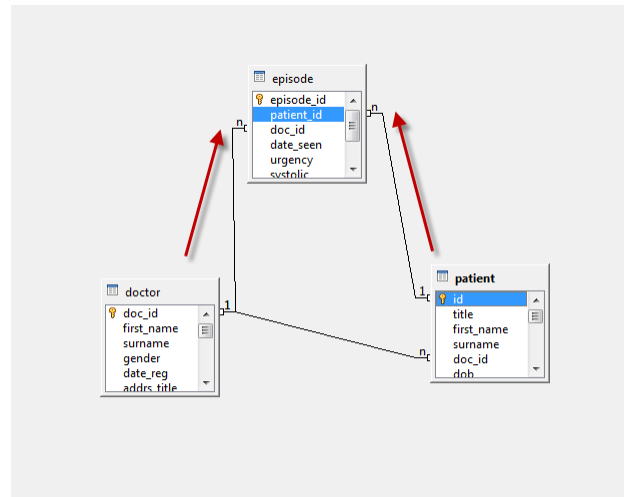 episode
episode_id
patient_id
doc_id
date_seen
urgency
systolic
n
n
doctor
doc_id
first_name
surname
gender
date_reg
addrs_title
1
patient
id
title
first_name
surname
doc_id
dob
1
n